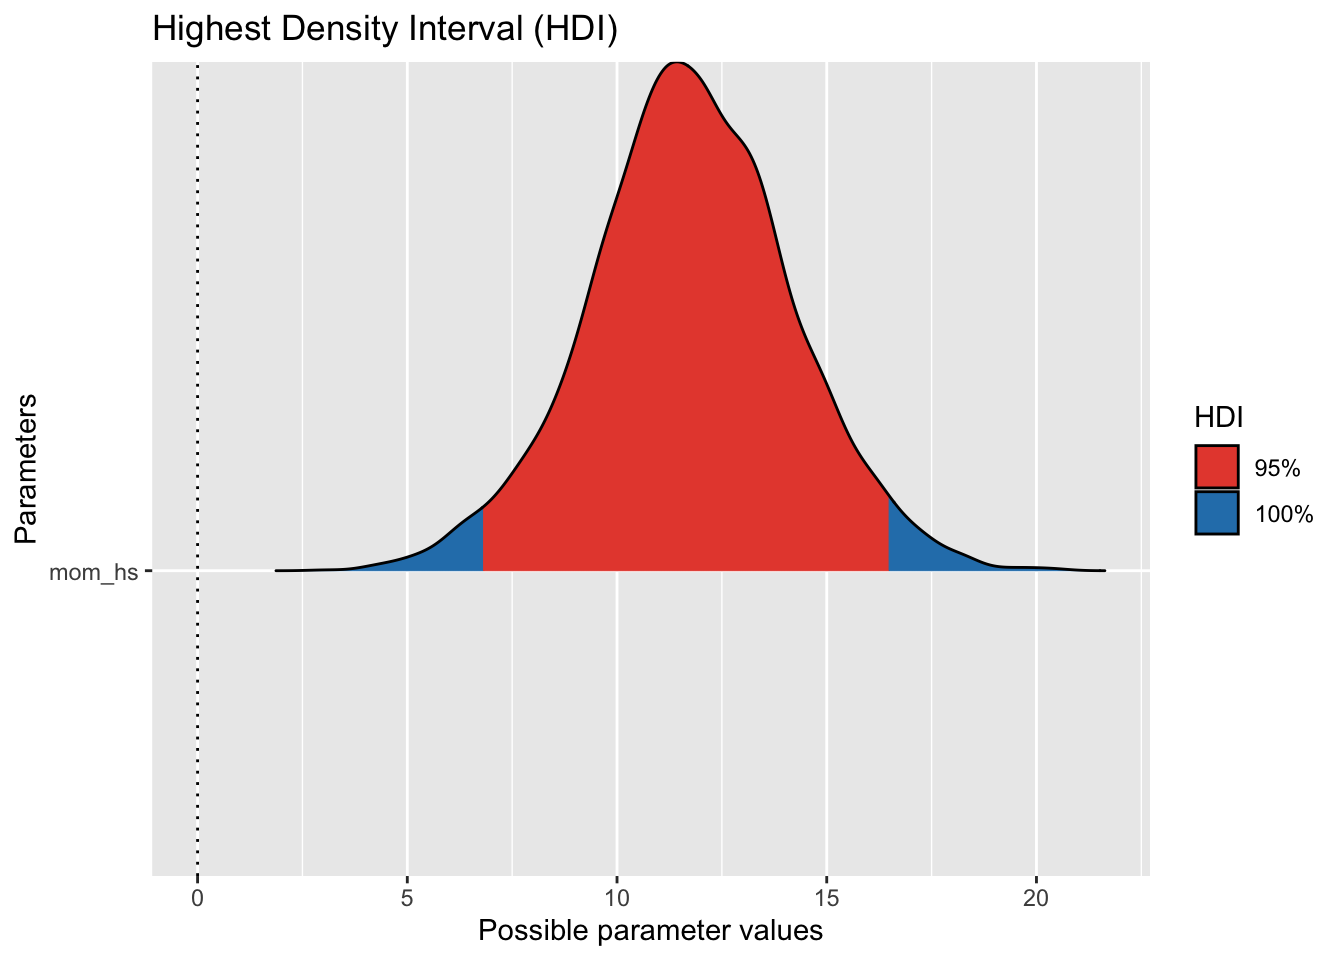 Highest Density Interval (HDI)
Parameters
mom_hs
0 5 10 15 20
Possible parameter values
HDI
95%
100%